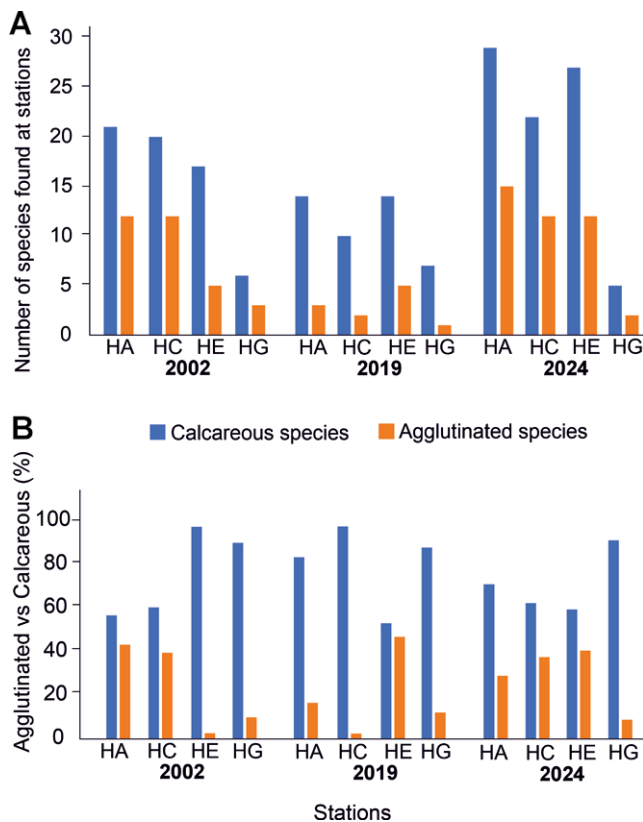 A
Number of species found at stations
30
25
20
15
10
5
0
HA HC HE HG HA HC HE HG HA HC HE HG
2002 2019 2024
B
Calcareous species Agglutinated species
Agglutinated vs Calcareous (%)
100
80
60
40
20
0
HA HC HE HG HA HC HE HG HA HC HE HG
2002 2019 2024
Stations